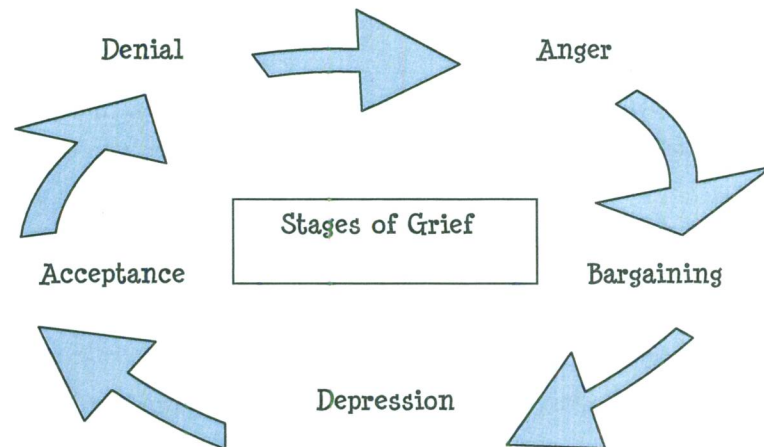 Denial
Anger
Stages of Grief
Acceptance
Bargaining
Depression